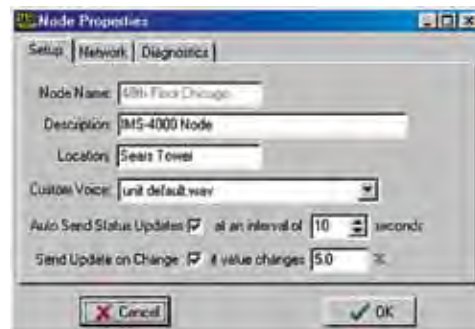 Node Properties
Setup Network Diagnostics
Node Name: 48th Floor Chicago
Description: IMS-4000 Node
Location: Sears Tower
Custom Voice: unit default.wav
Auto Send Status Updates at an interval of 10 seconds
Send Update on Change if value changes 5.0 %
Cancel OK